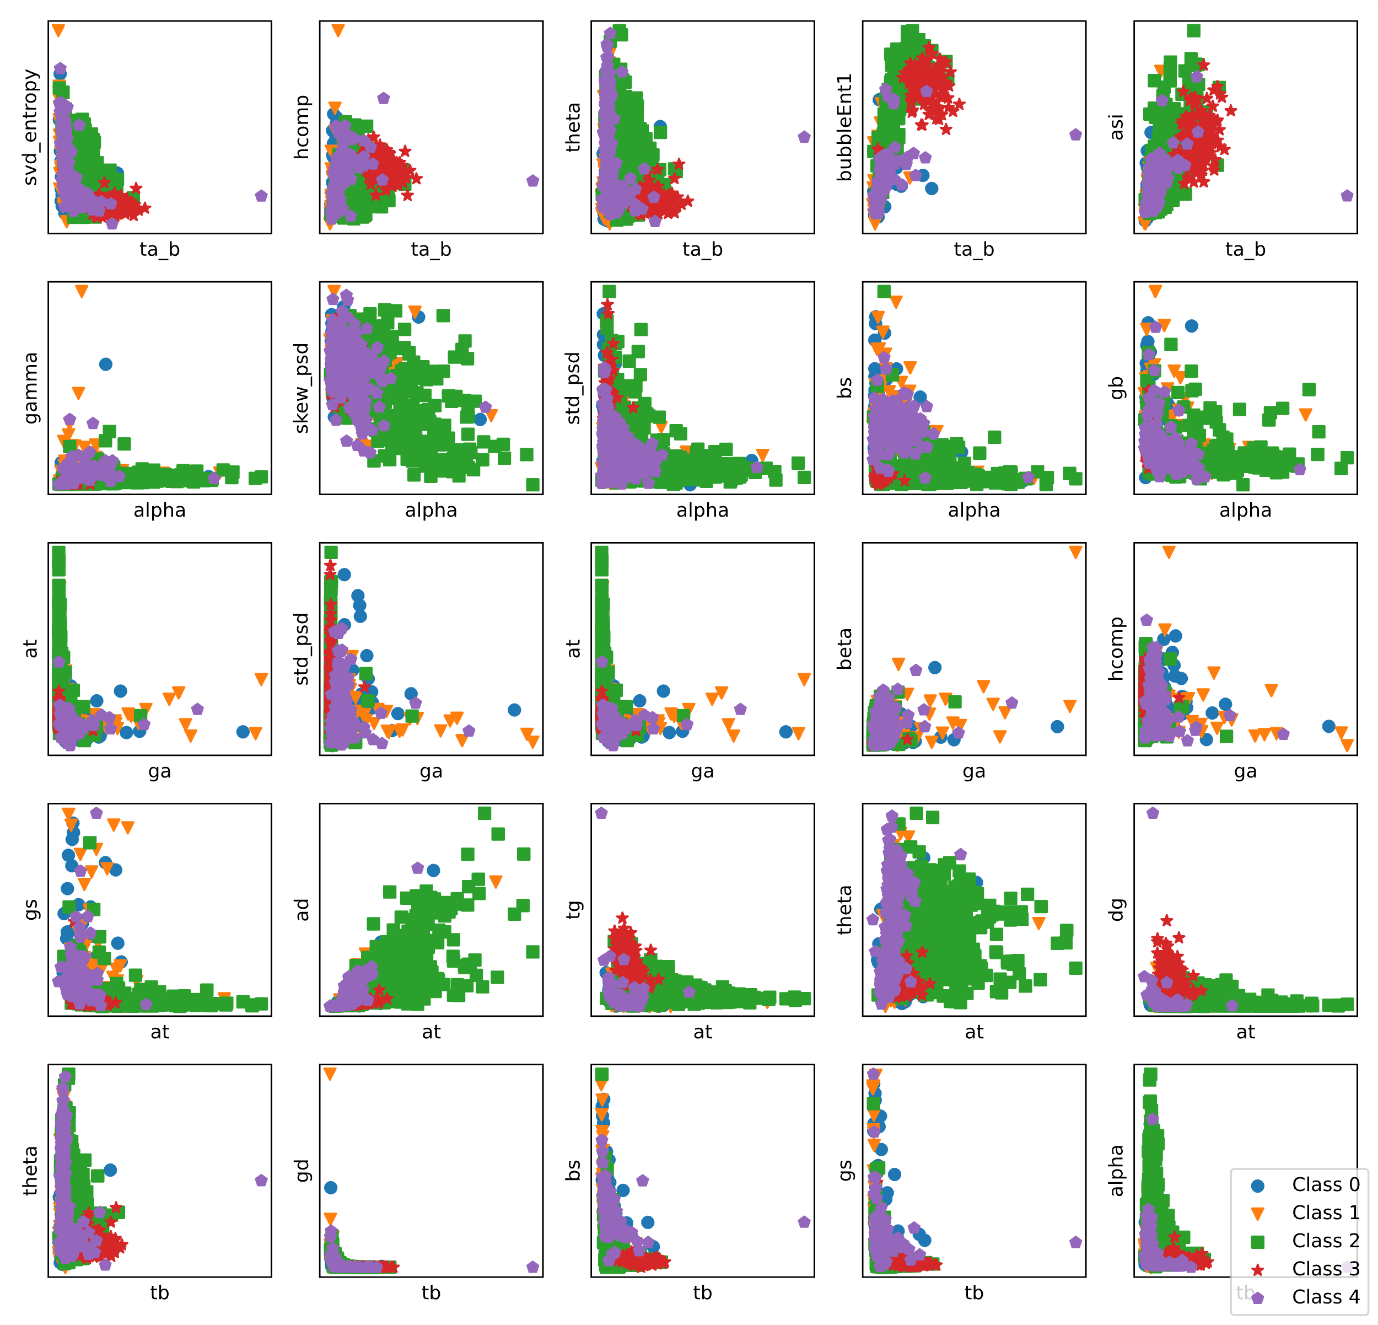 svd_entropy
ta_b
hcomp
ta_b
theta
ta_b
bubbleEnt1
ta_b
asi
ta_b
gamma
alpha
skew_psd
alpha
std_psd
alpha
bs
alpha
gb
alpha
at
ga
std_psd
ga
at
ga
beta
ga
hcomp
ga
gs
at
ad
at
tg
at
theta
at
dg
at
theta
tb
gd
tb
bs
tb
gs
tb
alpha
tb
Class 0
Class 1
Class 2
Class 3
Class 4